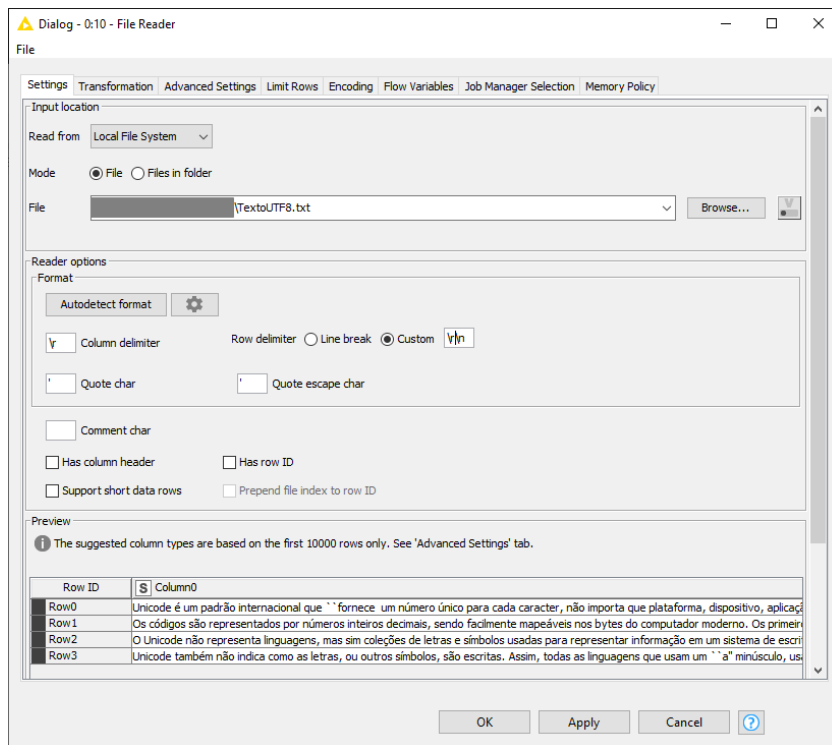 Dialog - 0:10 - File Reader
File
Settings Transformation Advanced Settings Limit Rows Encoding Flow Variables Job Manager Selection Memory Policy
Input location
Read from Local File System
Mode File Files in folder
File \TextoUTF8.txt Browse... V
Reader options
Format
Autodetect format
\r Column delimiter Row delimiter Line break Custom \r\n
' Quote char ' Quote escape char
Comment char
Has column header Has row ID
Support short data rows Prepend file index to row ID
Preview
i The suggested column types are based on the first 10000 rows only. See 'Advanced Settings' tab.
Row ID S Column0
Row0 Unicode é um padrão internacional que ``fornece um número único para cada caracter, não importa que plataforma, dispositivo, aplicaçã
Row1 Os códigos são representados por números inteiros decimais, sendo facilmente mapeáveis nos bytes do computador moderno. Os primeiro
Row2 O Unicode não representa linguagens, mas sim coleções de letras e símbolos usadas para representar informação em um sistema de escri
Row3 Unicode também não indica como as letras, ou outros símbolos, são escritas. Assim, todas as linguagens que usam um ``a" minúsculo, usa
OK Apply Cancel ?